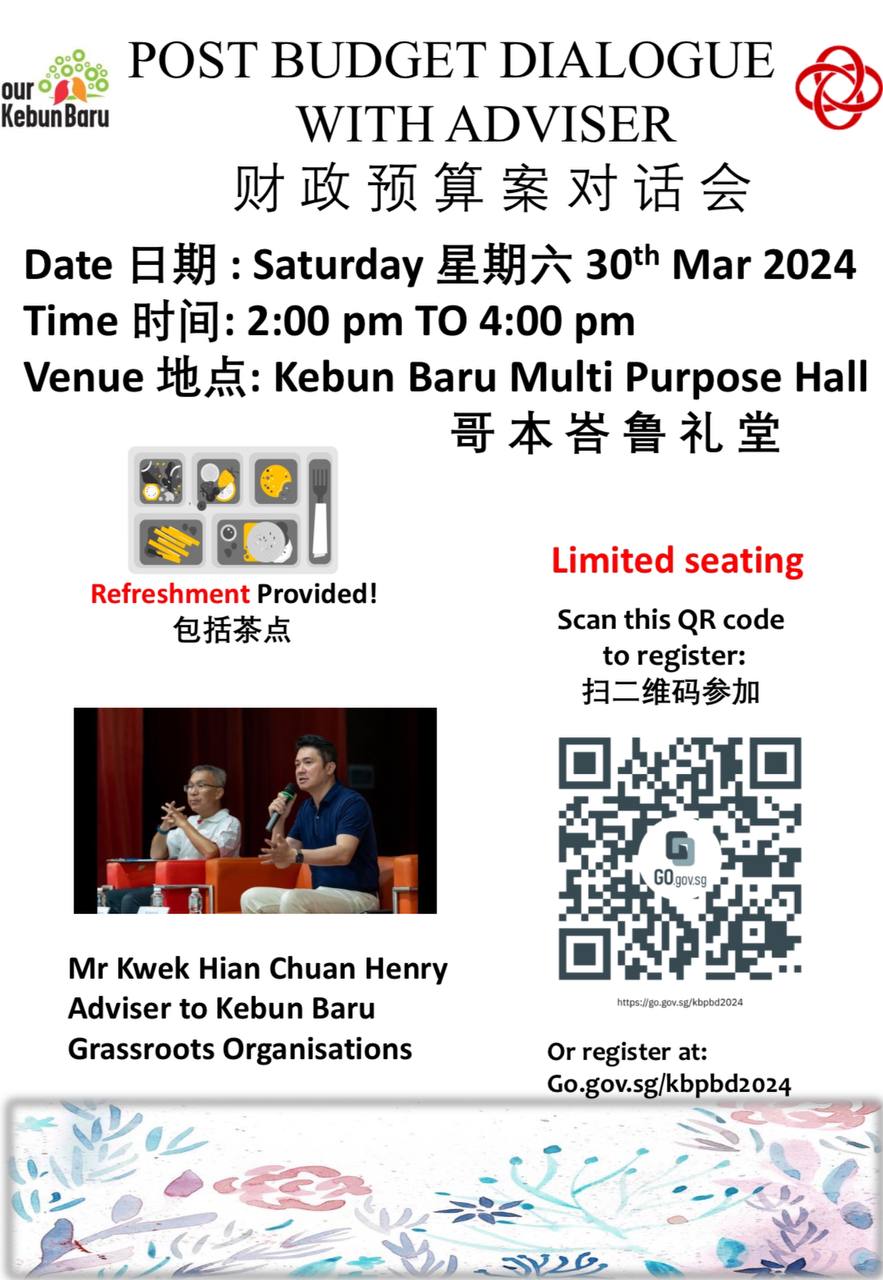 our
Kebun Baru
POST BUDGET DIALOGUE
WITH ADVISER
财政预算案对话会
Date 日期 : Saturday 星期六 30th Mar 2024
Time 时间: 2:00 pm TO 4:00 pm
Venue 地点: Kebun Baru Multi Purpose Hall
哥本峇鲁礼堂
Refreshment Provided!
包括茶点
Limited seating
Scan this QR code
to register:
扫二维码参加
GO.gov.sg
https://go.gov.sg/kbpbd2024
Mr Kwek Hian Chuan Henry
Adviser to Kebun Baru
Grassroots Organisations
Or register at:
Go.gov.sg/kbpbd2024